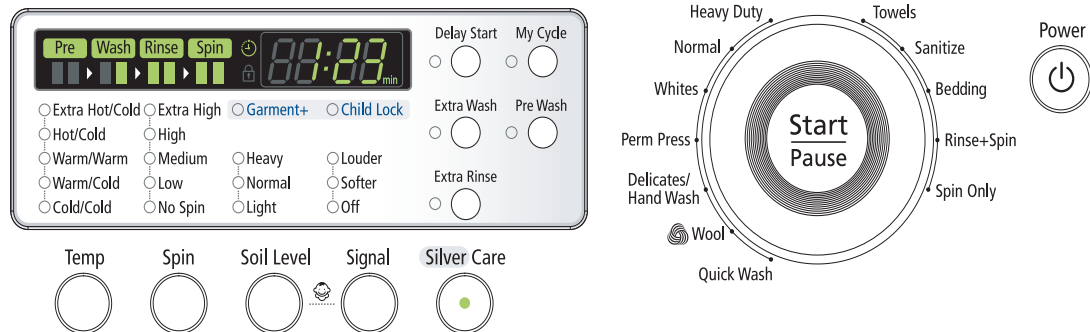 Pre Wash Rinse Spin
1:23 min
Extra Hot/Cold
Hot/Cold
Warm/Warm
Warm/Cold
Cold/Cold
Extra High
High
Medium
Low
No Spin
Garment+
Heavy
Normal
Light
Child Lock
Louder
Softer
Off
Delay Start
My Cycle
Extra Wash
Pre Wash
Extra Rinse
Temp
Spin
Soil Level
Signal
Silver Care
Heavy Duty
Normal
Whites
Perm Press
Delicates/
Hand Wash
Wool
Quick Wash
Towels
Sanitize
Bedding
Rinse+Spin
Spin Only
Start
Pause
Power